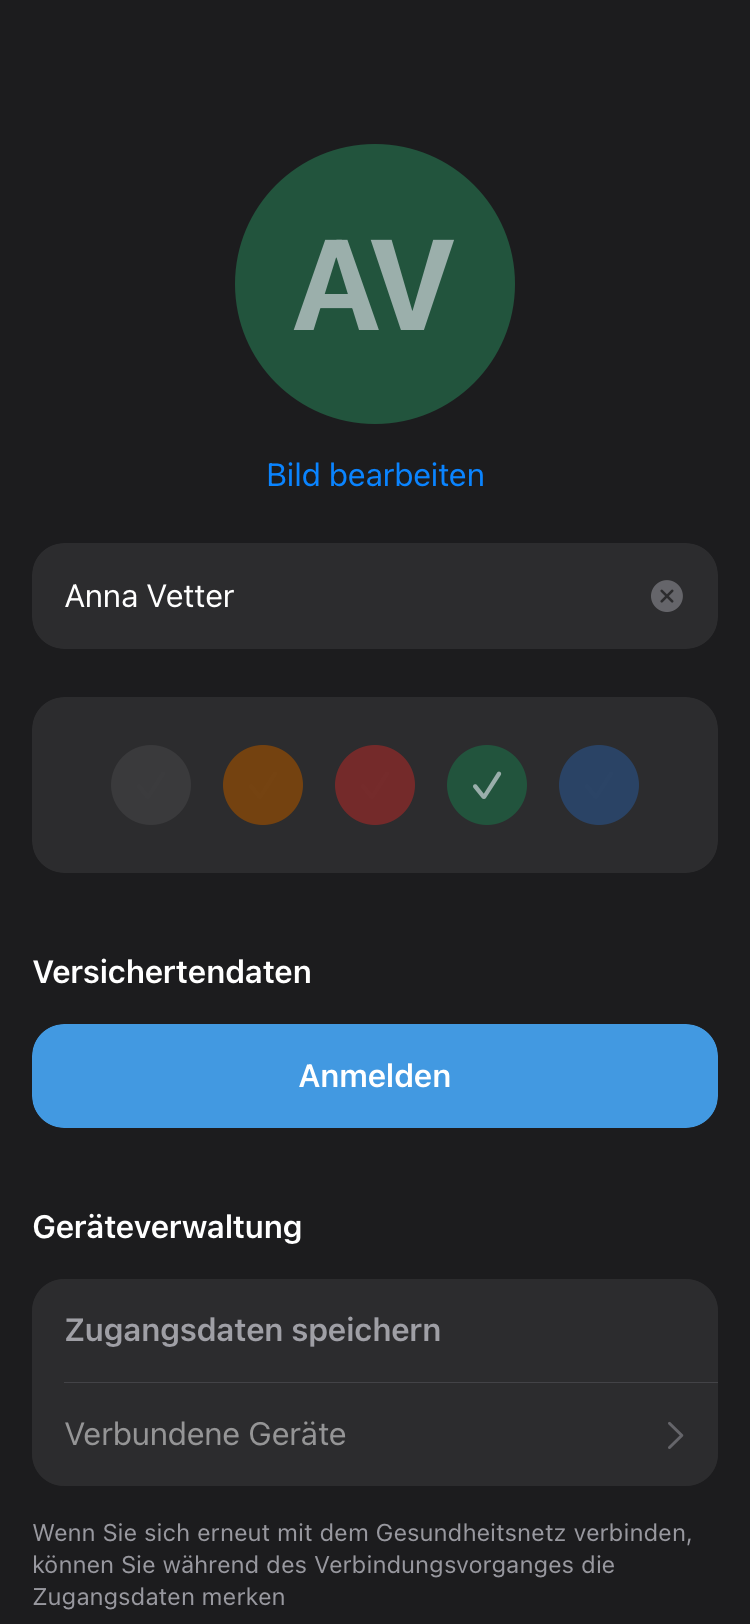 AV
Bild bearbeiten
Anna Vetter
Versichertendaten
Anmelden
Geräteverwaltung
Zugangsdaten speichern
Verbundene Geräte
Wenn Sie sich erneut mit dem Gesundheitsnetz verbinden,
können Sie während des Verbindungsvorganges die
Zugangsdaten merken